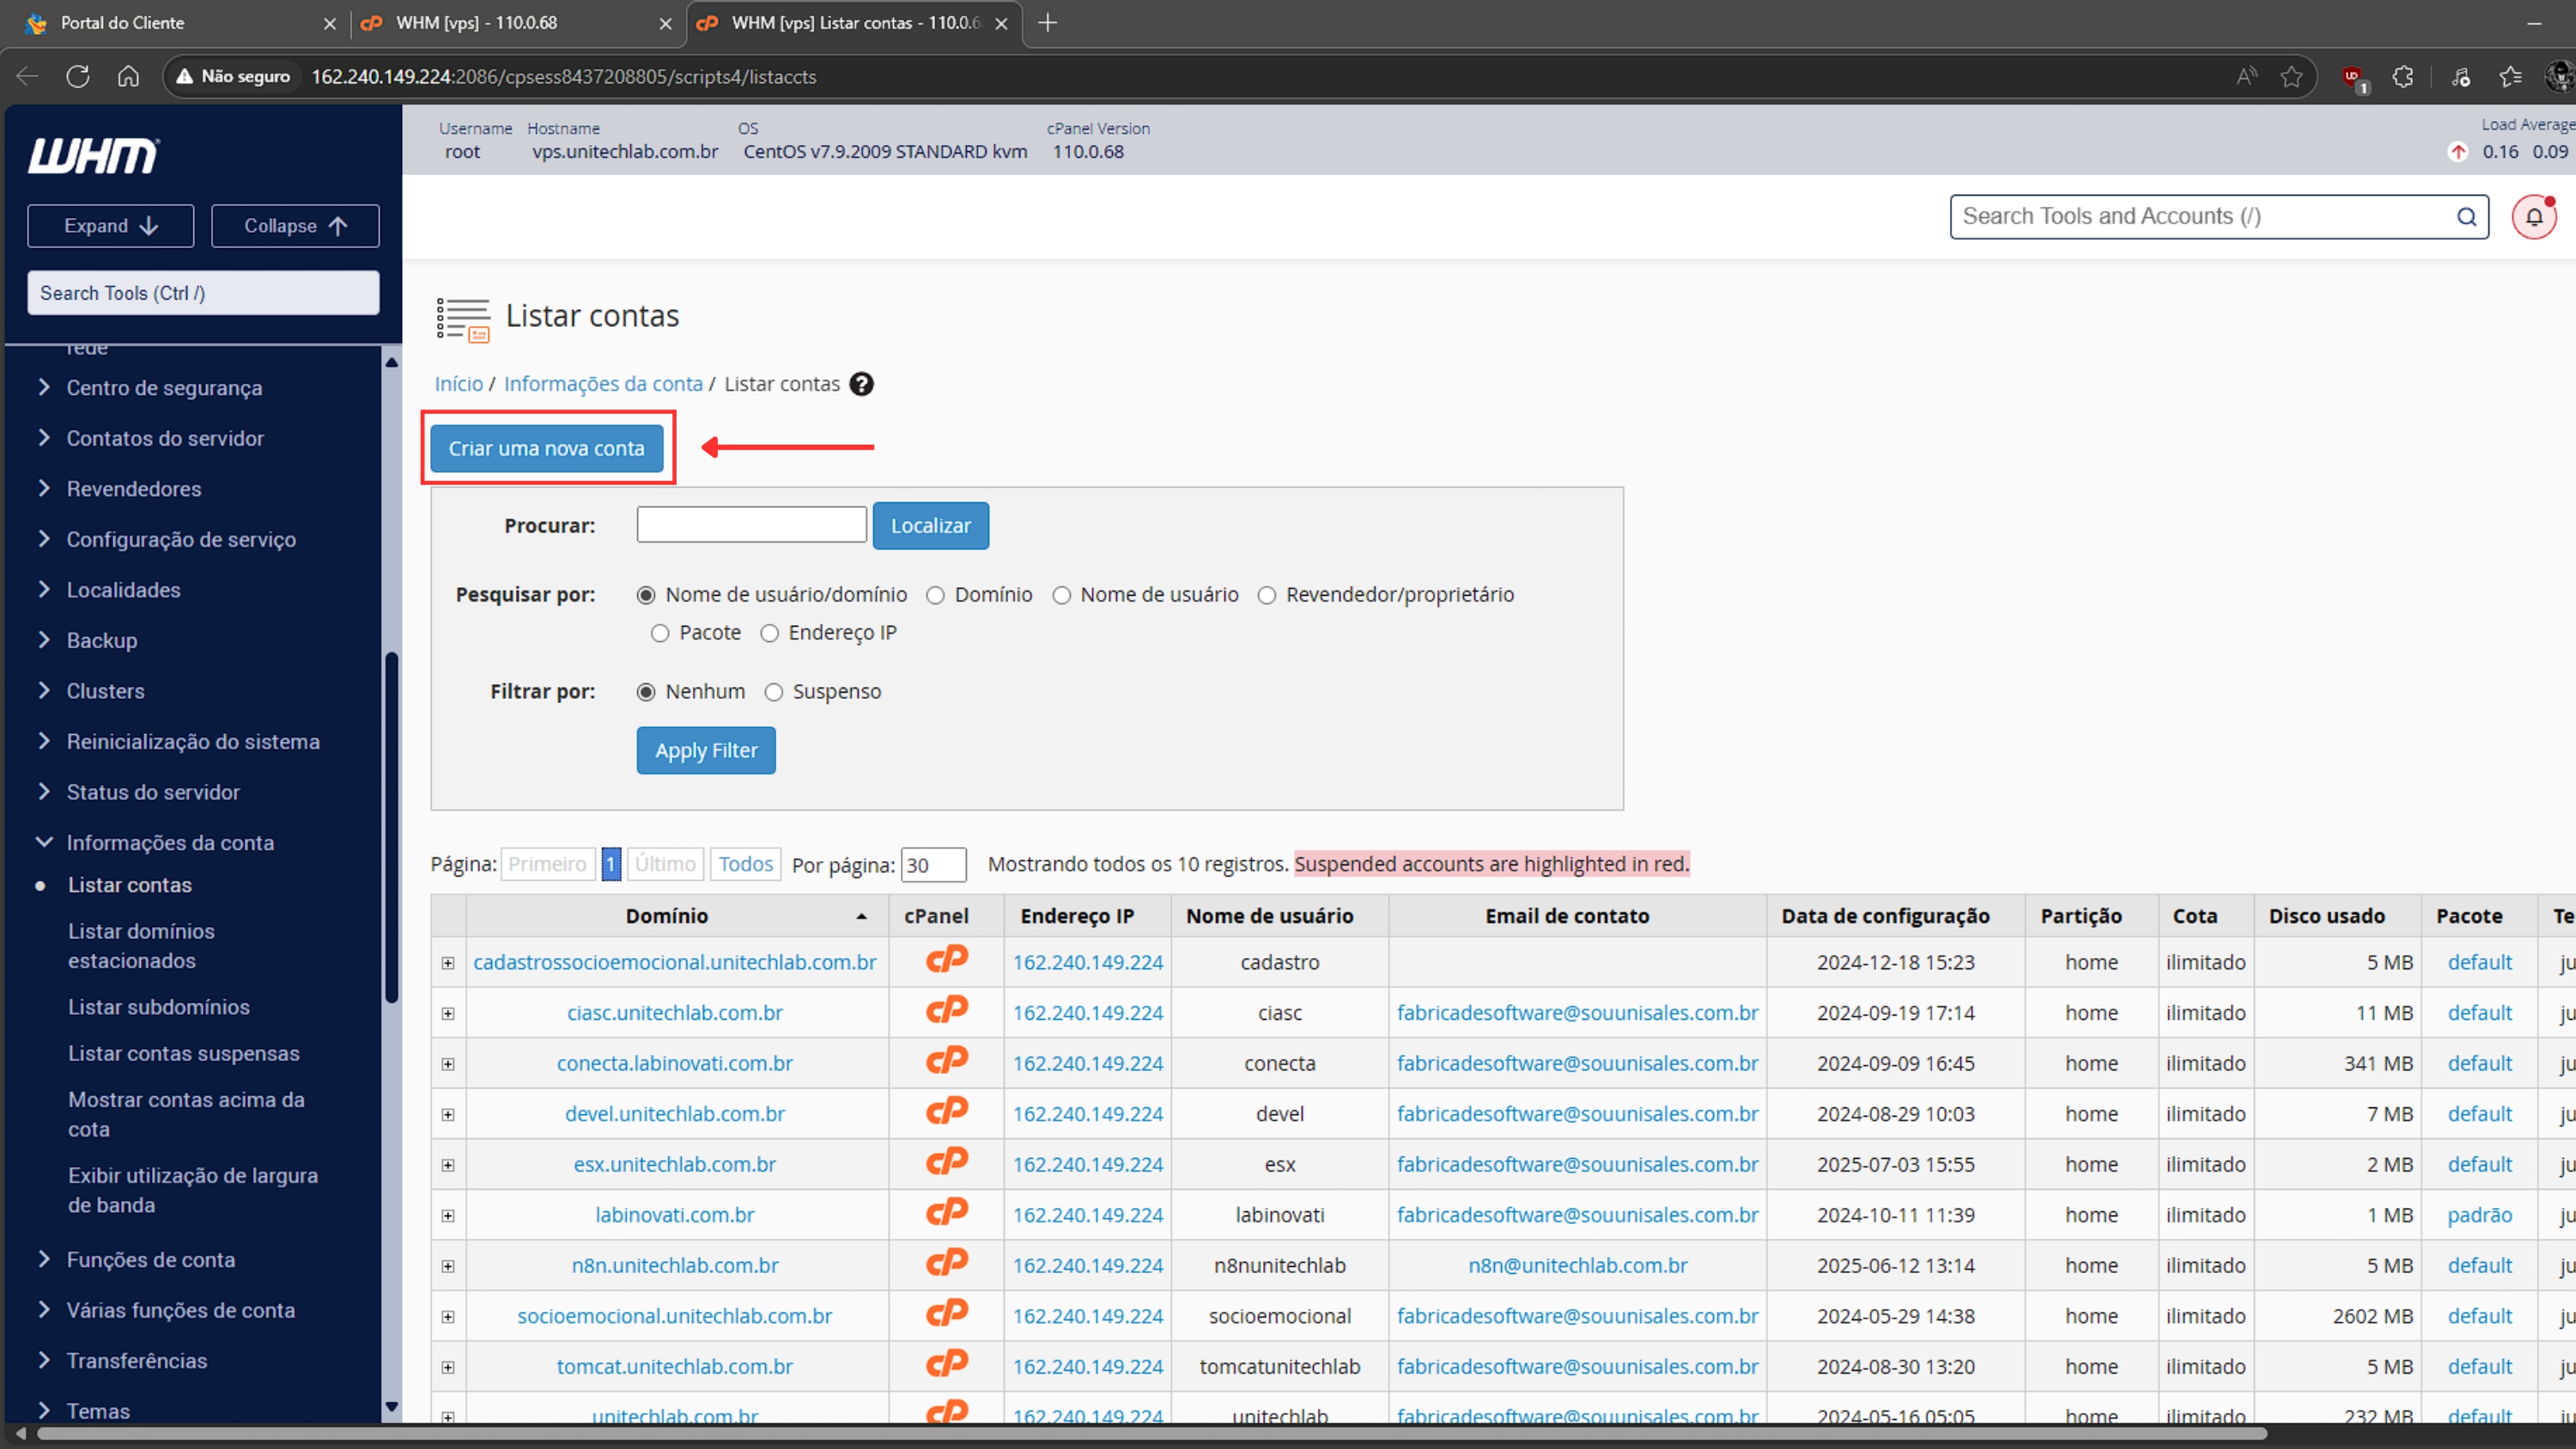 Portal do Cliente
WHM [vps] - 110.0.68
WHM [vps] Listar contas - 110.0.6
Não seguro
162.240.149.224:2086/cpsess8437208805/scripts4/listaccts
1
WHM
Expand
Collapse
Search Tools (Ctrl /)
rede
Centro de segurança
Contatos do servidor
Revendedores
Configuração de serviço
Localidades
Backup
Clusters
Reinicialização do sistema
Status do servidor
Informações da conta
Listar contas
Listar domínios
estacionados
Listar subdomínios
Listar contas suspensas
Mostrar contas acima da
cota
Exibir utilização de largura
de banda
Funções de conta
Várias funções de conta
Transferências
Temas
Username Hostname OS cPanel Version Load Average
root vps.unitechlab.com.br CentOS v7.9.2009 STANDARD kvm 110.0.68 0.16 0.09
Search Tools and Accounts (/)
Listar contas
Início / Informações da conta / Listar contas
Criar uma nova conta
Procurar: Localizar
Pesquisar por: Nome de usuário/domínio Domínio Nome de usuário Revendedor/proprietário
Pacote Endereço IP
Filtrar por: Nenhum Suspenso
Apply Filter
Página: Primeiro 1 Último Todos Por página: 30 Mostrando todos os 10 registros. Suspended accounts are highlighted in red.
Domínio cPanel Endereço IP Nome de usuário Email de contato Data de configuração Partição Cota Disco usado Pacote Te
cadastrossocioemocional.unitechlab.com.br cP 162.240.149.224 cadastro 2024-12-18 15:23 home ilimitado 5 MB default ju
ciasc.unitechlab.com.br cP 162.240.149.224 ciasc fabricadesoftware@souunisales.com.br 2024-09-19 17:14 home ilimitado 11 MB default ju
conecta.labinovati.com.br cP 162.240.149.224 conecta fabricadesoftware@souunisales.com.br 2024-09-09 16:45 home ilimitado 341 MB default ju
devel.unitechlab.com.br cP 162.240.149.224 devel fabricadesoftware@souunisales.com.br 2024-08-29 10:03 home ilimitado 7 MB default ju
esx.unitechlab.com.br cP 162.240.149.224 esx fabricadesoftware@souunisales.com.br 2025-07-03 15:55 home ilimitado 2 MB default ju
labinovati.com.br cP 162.240.149.224 labinovati fabricadesoftware@souunisales.com.br 2024-10-11 11:39 home ilimitado 1 MB padrão ju
n8n.unitechlab.com.br cP 162.240.149.224 n8nunitechlab n8n@unitechlab.com.br 2025-06-12 13:14 home ilimitado 5 MB default ju
socioemocional.unitechlab.com.br cP 162.240.149.224 socioemocional fabricadesoftware@souunisales.com.br 2024-05-29 14:38 home ilimitado 2602 MB default ju
tomcat.unitechlab.com.br cP 162.240.149.224 tomcatunitechlab fabricadesoftware@souunisales.com.br 2024-08-30 13:20 home ilimitado 5 MB default ju
unitechlab.com.br cP 162.240.149.224 unitechlab fabricadesoftware@souunisales.com.br 2024-05-16 05:05 home ilimitado 232 MB default ju